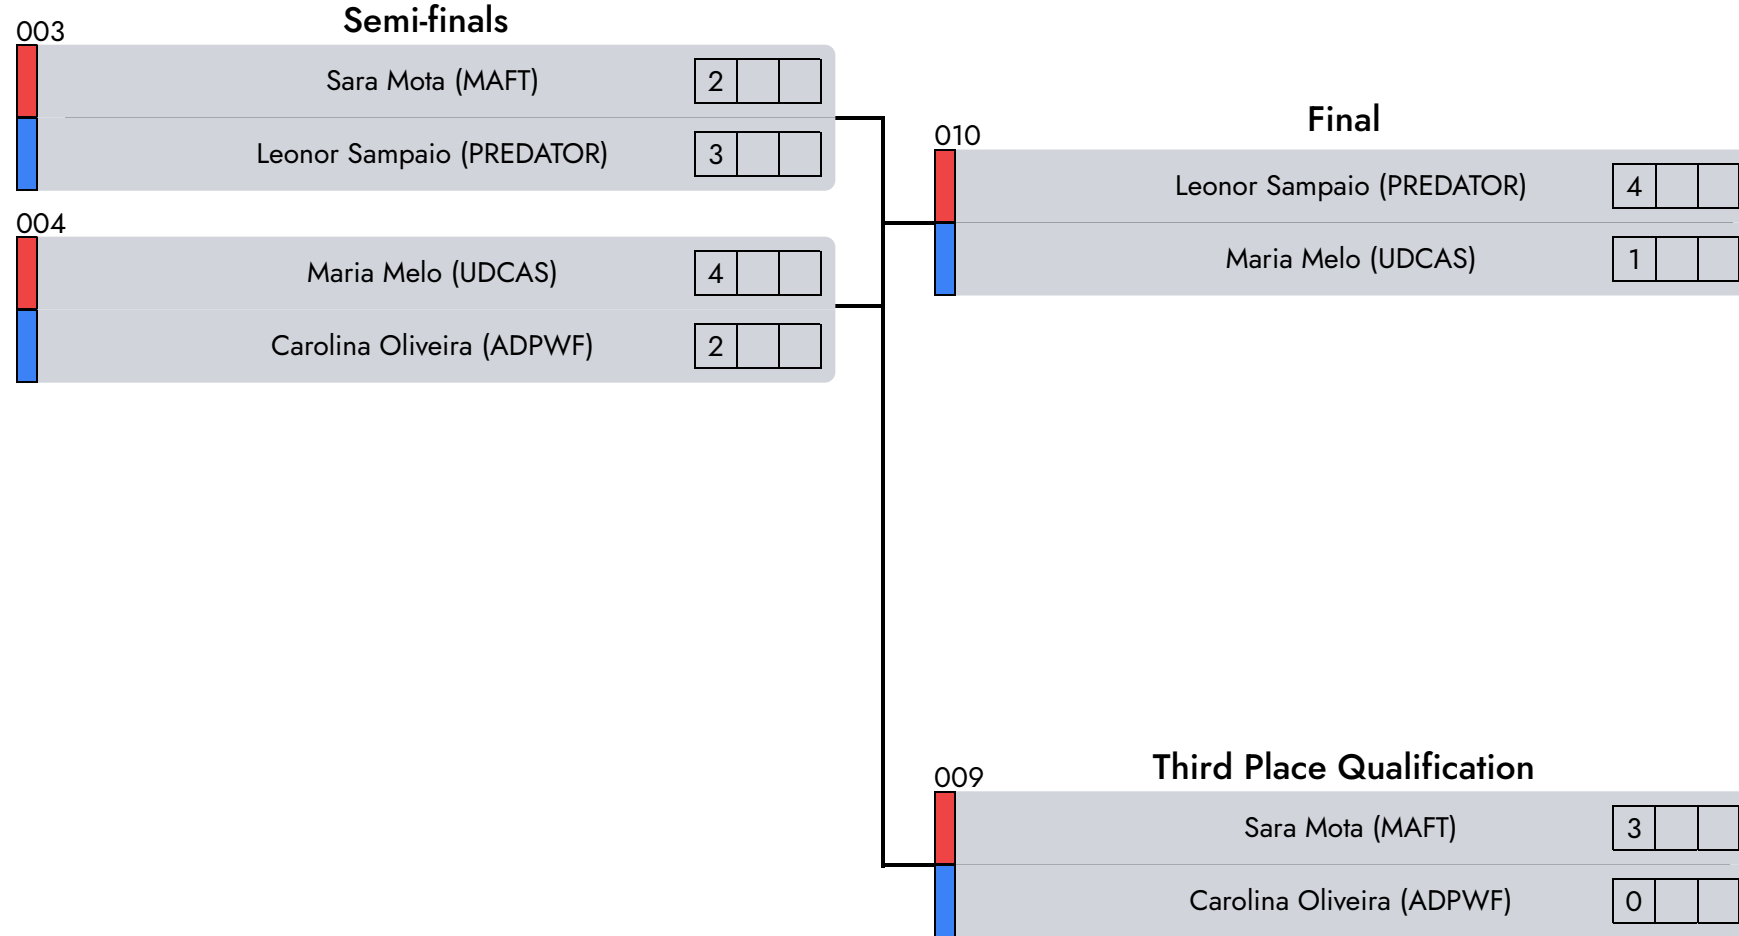 Semi-finals
003
Sara Mota (MAFT) 2
Leonor Sampaio (PREDATOR) 3
004
Maria Melo (UDCAS) 4
Carolina Oliveira (ADPWF) 2
Final
010
Leonor Sampaio (PREDATOR) 4
Maria Melo (UDCAS) 1
Third Place Qualification
009
Sara Mota (MAFT) 3
Carolina Oliveira (ADPWF) 0